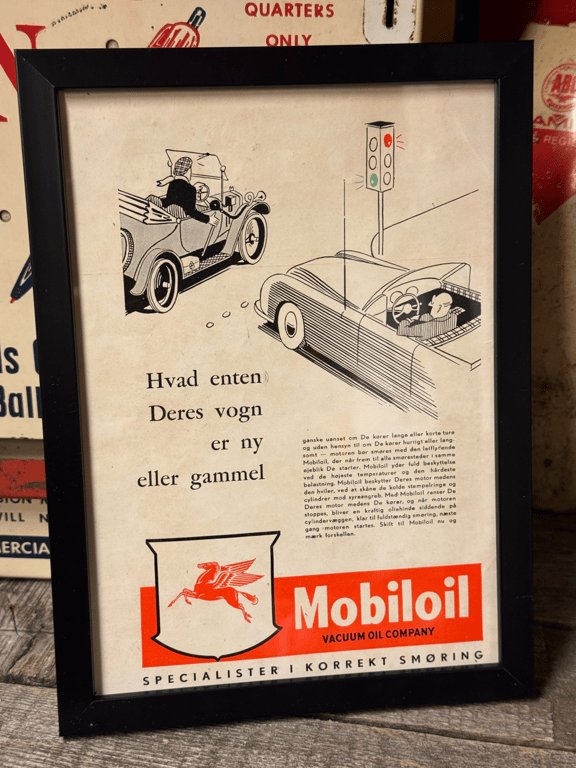 QUARTERS
ONLY
Hvad enten
Deres vogn
er ny
eller gammel
ganske uanset om De kører lange eller korte ture
og uden hensyn til om De kører hurtigt eller lang-
somt — motoren bør smøres med den letflydende
Mobiloil, der når frem til alle smøresteder i samme
øjeblik De starter. Mobiloil yder fuld beskyttelse
ved de højeste temperaturer og den hårdeste
belastning. Mobiloil beskytter Deres motor medens
den hviler, ved at skåne de kolde stempelringe og
cylindrer mod syreangreb. Med Mobiloil renser De
Deres motor medens De kører, og når motoren
stoppes, bliver en kraftig oliehinde siddende på
cylindervæggen, klar til fuldstændig smøring, næste
gang motoren startes. Skift til Mobiloil nu og
mærk forskellen.
Mobiloil
VACUUM OIL COMPANY
SPECIALISTER I KORREKT SMØRING